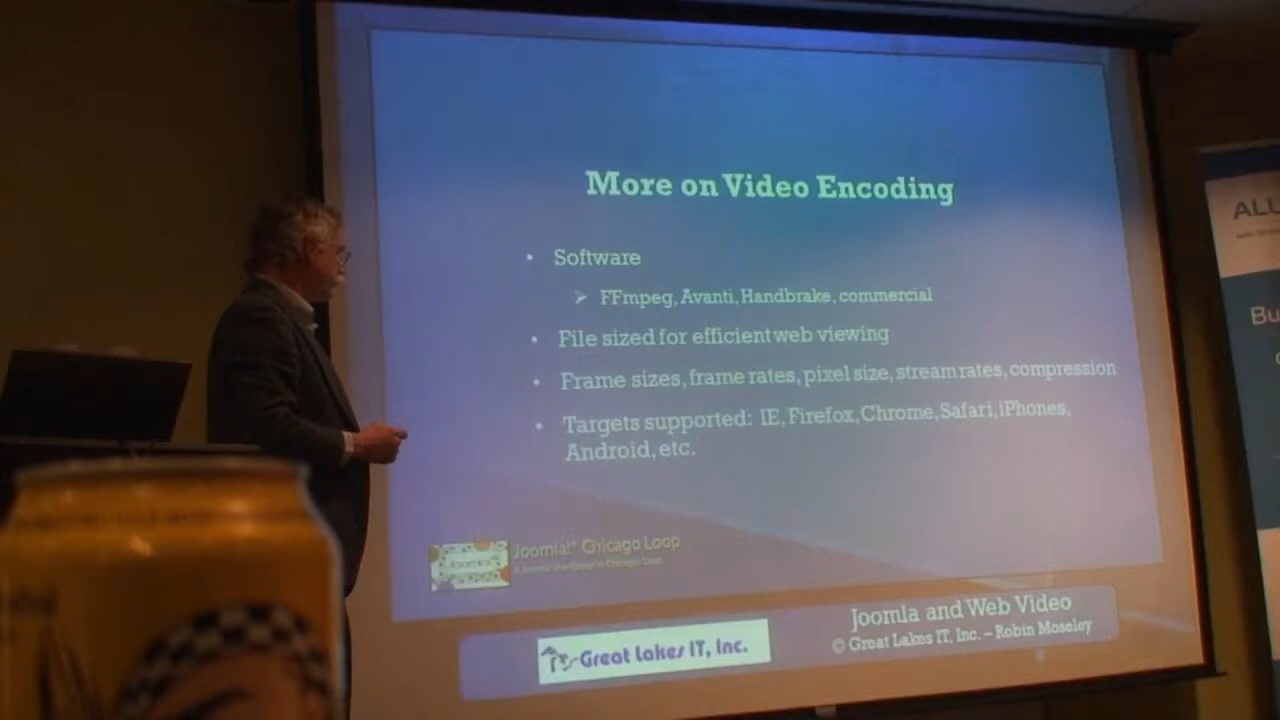 More on Video Encoding
Software
FFmpeg, Avanti, Handbrake, commercial
File sized for efficient web viewing
Frame sizes, frame rates, pixel size, stream rates, compression
Targets supported: IE, Firefox, Chrome, Safari, iPhones,
Android, etc.
Joomla!® Chicago Loop
Joomla!
Joomla and Web Video
© Great Lakes IT, Inc. – Robin Moseley
Great Lakes IT, Inc.
ALU
Bu